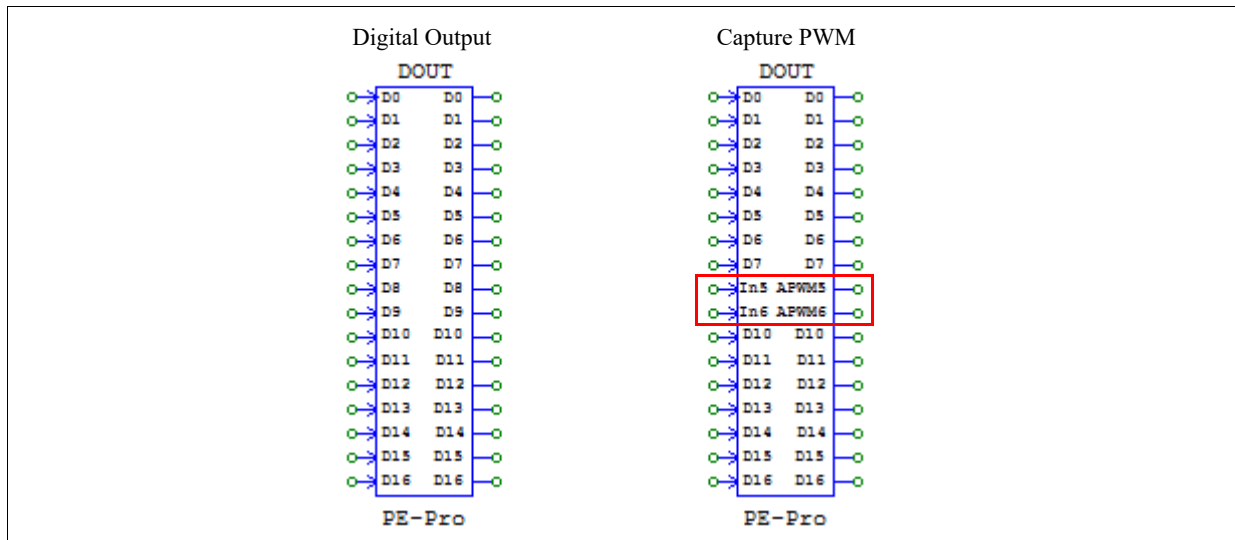 Digital Output
DOUT
D0 D0
D1 D1
D2 D2
D3 D3
D4 D4
D5 D5
D6 D6
D7 D7
D8 D8
D9 D9
D10 D10
D11 D11
D12 D12
D13 D13
D14 D14
D15 D15
D16 D16
PE-Pro
Capture PWM
DOUT
D0 D0
D1 D1
D2 D2
D3 D3
D4 D4
D5 D5
D6 D6
D7 D7
In5 APWM5
In6 APWM6
D10 D10
D11 D11
D12 D12
D13 D13
D14 D14
D15 D15
D16 D16
PE-Pro